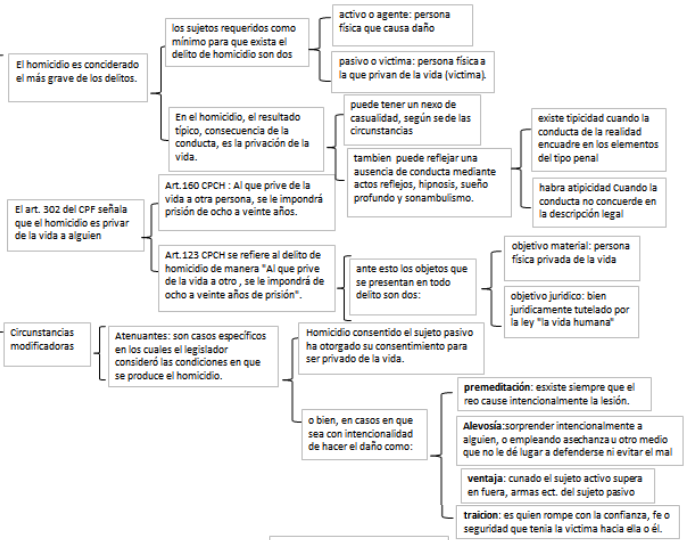 El homicidio es conciderado
el más grave de los delitos.
los sujetos requeridos como
mínimo para que exista el
delito de homicidio son dos
activo o agente: persona
física que causa daño
pasivo o victima: persona física a
la que privan de la vida (victima).
En el homicidio, el resultado
típico, consecuencia de la
conducta, es la privación de la
vida.
puede tener un nexo de
casualidad, según se de las
circunstancias
tambien puede reflejar una
ausencia de conducta mediante
actos reflejos, hipnosis, sueño
profundo y sonambulismo.
existe tipicidad cuando la
conducta de la realidad
encuadre en los elementos
del tipo penal
habra atipicidad Cuando la
conducta no concuerde en
la descripción legal
El art. 302 del CPF señala
que el homicidio es privar
de la vida a alguien
Art.160 CPCH : Al que prive de la
vida a otra persona, se le impondrá
prisión de ocho a veinte años.
Art.123 CPCH se refiere al delito de
homicidio de manera "Al que prive
de la vida a otro , se le impondrá de
ocho a veinte años de prisión".
ante esto los objetos que
se presentan en todo
delito son dos:
objetivo material: persona
física privada de la vida
objetivo juridico: bien
juridicamente tutelado por
la ley "la vida humana"
Circunstancias
modificadoras
Atenuantes: son casos específicos
en los cuales el legislador
consideró las condiciones en que
se produce el homicidio.
Homicidio consentido el sujeto pasivo
ha otorgado su consentimiento para
ser privado de la vida.
o bien, en casos en que
sea con intencionalidad
de hacer el daño como:
premeditación: esxiste siempre que el
reo cause intencionalmente la lesión.
Alevosía:sorprender intencionalmente a
alguien, o empleando asechanza u otro medio
que no le dé lugar a defenderse ni evitar el mal
ventaja: cunado el sujeto activo supera
en fuera, armas ect. del sujeto pasivo
traicion: es quien rompe con la confianza, fe o
seguridad que tenia la victima hacia ella o él.